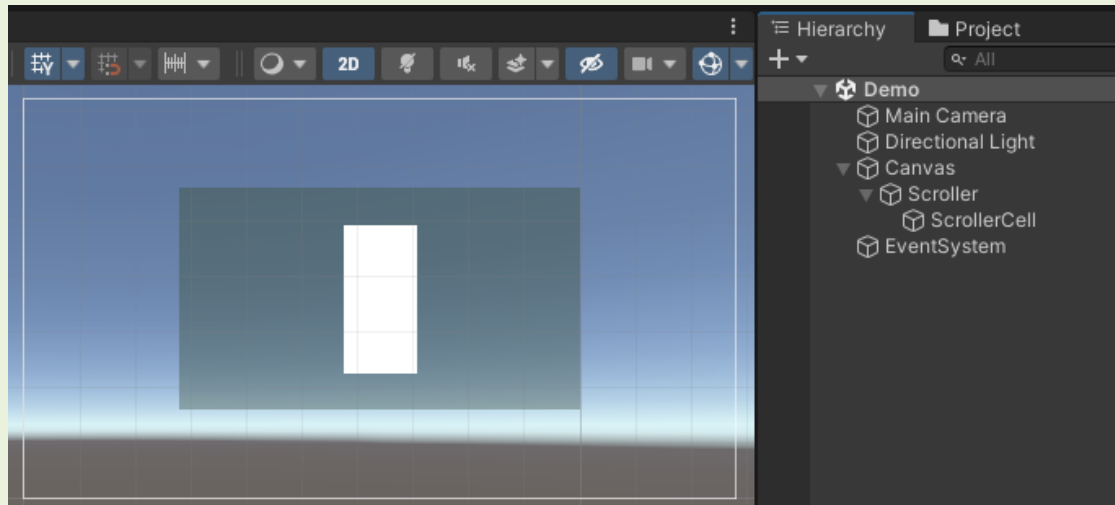 Hierarchy
Project
2D
All
Demo
Main Camera
Directional Light
Canvas
Scroller
ScrollerCell
EventSystem